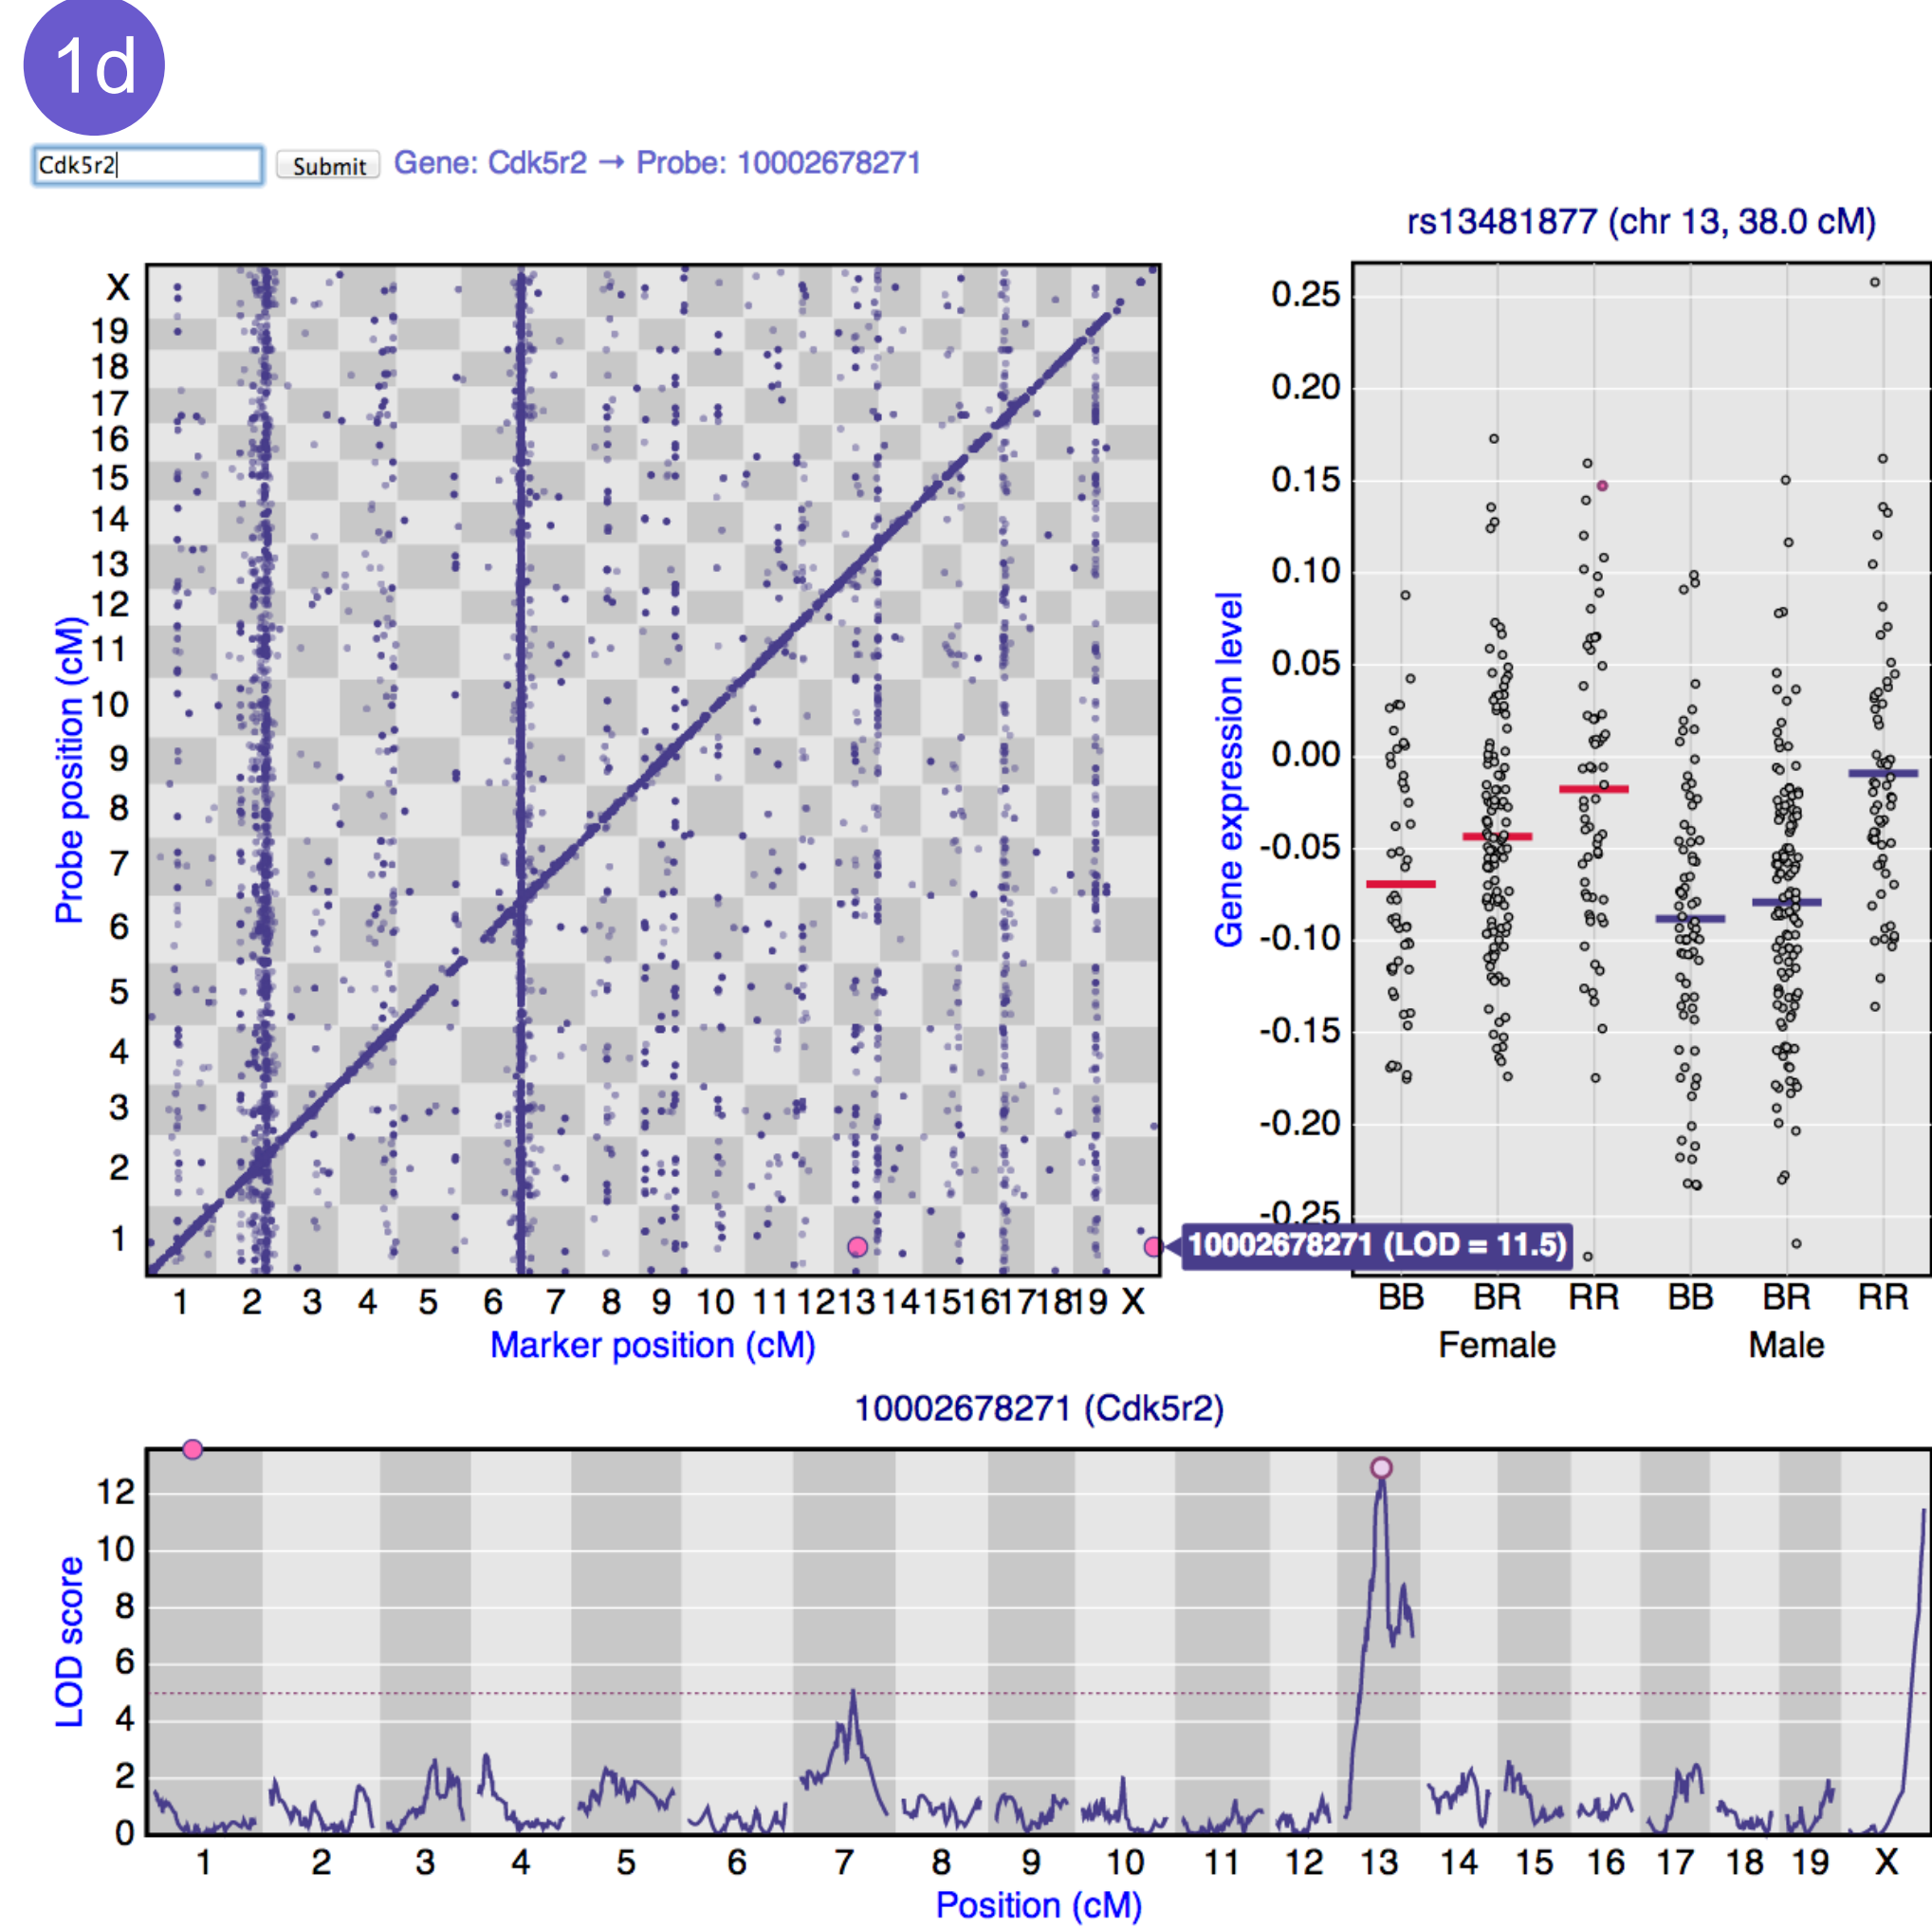 1d
Cdk5r2 Submit Gene: Cdk5r2 → Probe: 10002678271
rs13481877 (chr 13, 38.0 cM)
X
19
18
17
16
15
14
13
12
11
10
9
8
7
6
5
4
3
2
1
Probe position (cM)
1 2 3 4 5 6 7 8 9 10 11 12 13 14 15 16 17 18 19 X
Marker position (cM)
0.25
0.20
0.15
0.10
0.05
0.00
-0.05
-0.10
-0.15
-0.20
-0.25
Gene expression level
10002678271 (LOD = 11.5)
BB BR RR BB BR RR
Female Male
10002678271 (Cdk5r2)
12
10
8
6
4
2
0
LOD score
1 2 3 4 5 6 7 8 9 10 11 12 13 14 15 16 17 18 19 X
Position (cM)